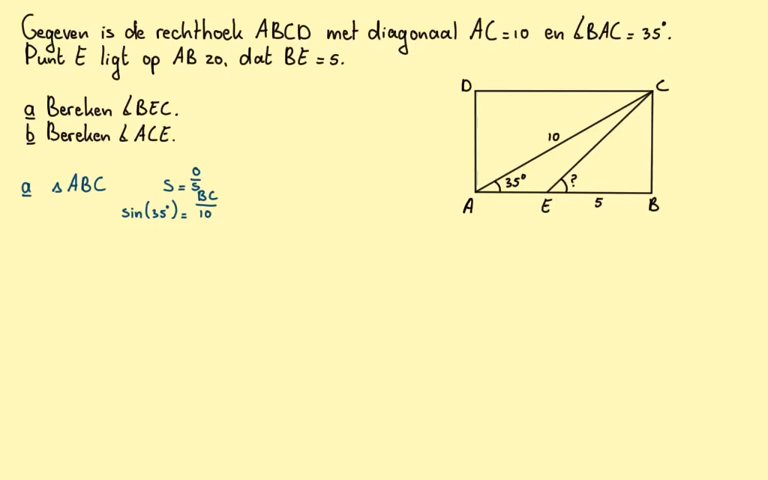 Gegeven is de rechthoek ABCD met diagonaal AC = 10 en ∠BAC = 35°.
Punt E ligt op AB zo, dat BE = 5.
a Bereken ∠BEC.
b Bereken ∠ACE.
a △ABC S = O/S
sin(35°) = BC/10
D C
10
35° ?
A E 5 B